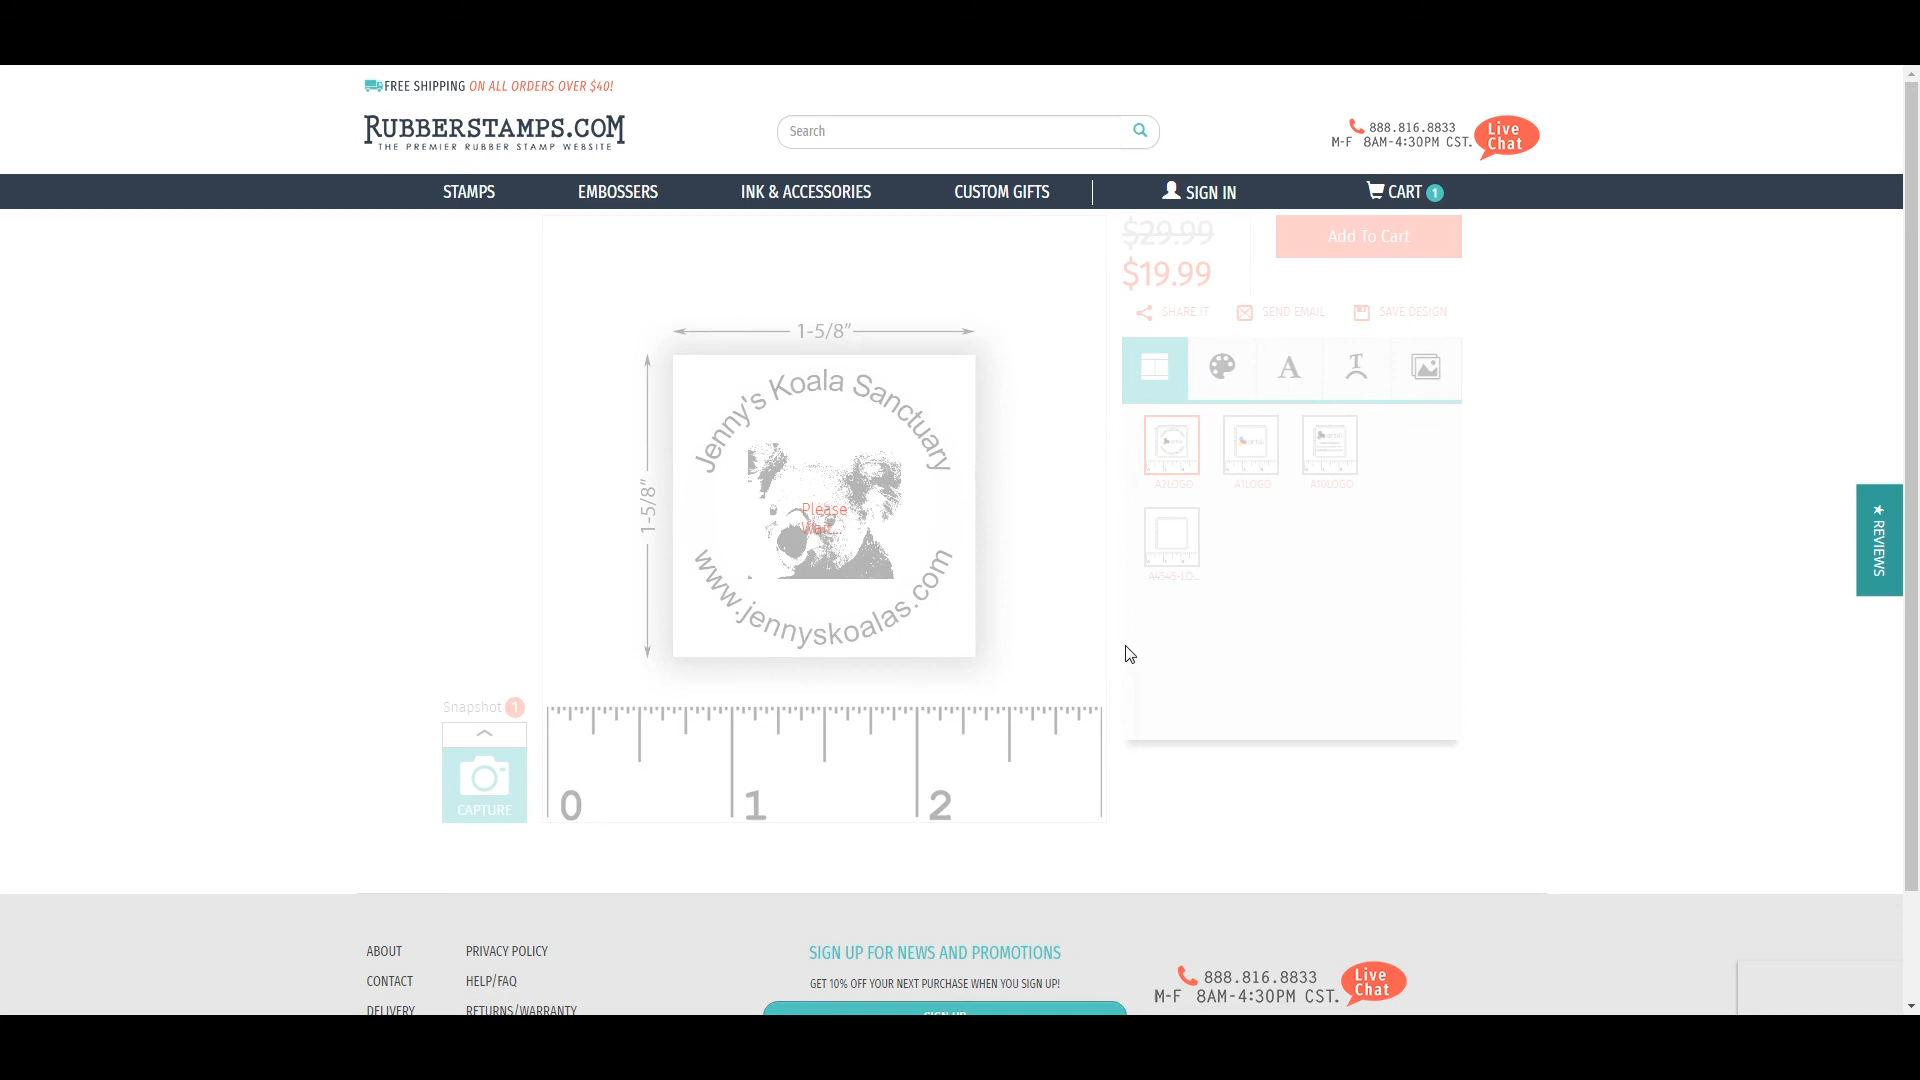 FREE SHIPPING ON ALL ORDERS OVER $40!
RUBBERSTAMPS.COM
THE PREMIER RUBBER STAMP WEBSITE
Search
888.816.8833
M-F 8AM-4:30PM CST.
Live
Chat
STAMPS
EMBOSSERS
INK & ACCESSORIES
CUSTOM GIFTS
SIGN IN
CART 1
$29.99
$19.99
Add To Cart
SHARE IT
SEND EMAIL
SAVE DESIGN
1-5/8”
1-5/8”
Jenny's Koala Sanctuary
Please
Wait...
www.jennyskoalas.com
A
T
A2LOGO
A1LOGO
A10LOGO
A4545-LO...
★ REVIEWS
Snapshot 1
CAPTURE
0
1
2
ABOUT
PRIVACY POLICY
CONTACT
HELP/FAQ
DELIVERY
RETURNS/WARRANTY
SIGN UP FOR NEWS AND PROMOTIONS
GET 10% OFF YOUR NEXT PURCHASE WHEN YOU SIGN UP!
SIGN UP
888.816.8833
M-F 8AM-4:30PM CST.
Live
Chat